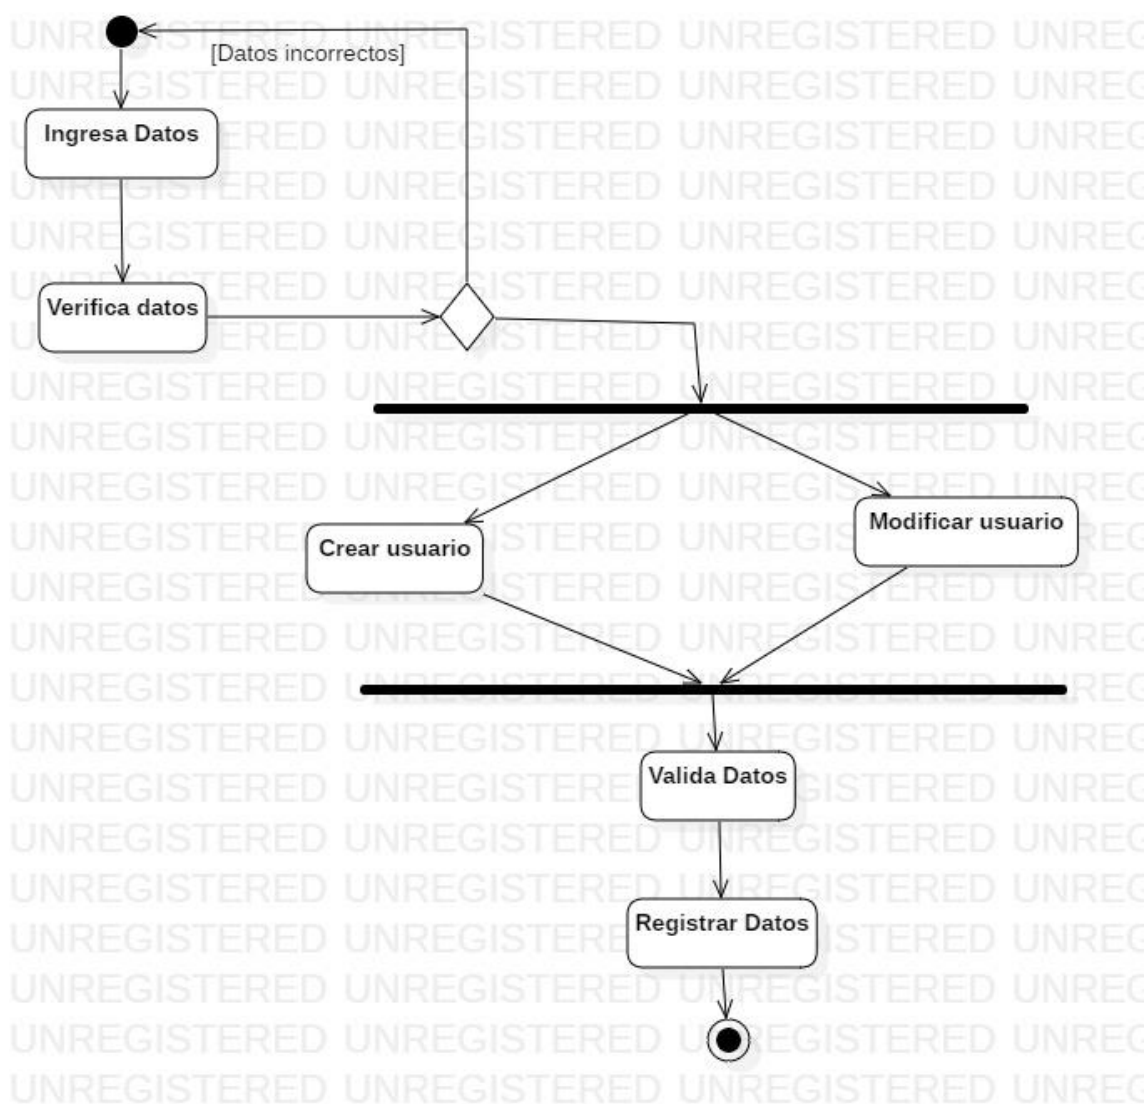 [Datos incorrectos]
Ingresa Datos
Verifica datos
Modificar usuario
Crear usuario
Valida Datos
Registrar Datos
UNREGISTERED